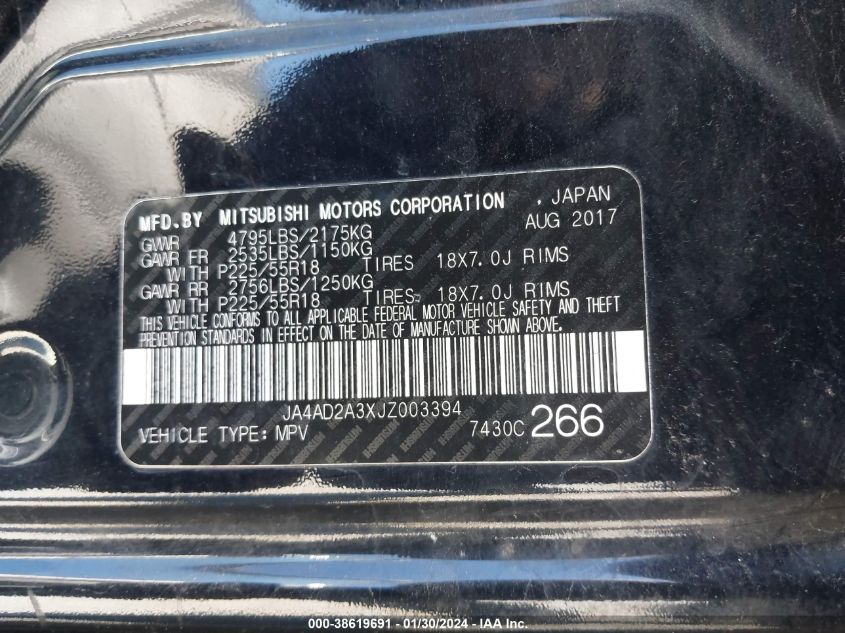 MFD.BY MITSUBISHI MOTORS CORPORATION . JAPAN
GVWR 4795LBS/2175KG AUG 2017
GAWR FR 2535LBS/1150KG
WITH P225/55R18 TIRES 18X7.0J RIMS
GAWR RR 2756LBS/1250KG
WITH P225/55R18 TIRES 18X7.0J RIMS
THIS VEHICLE CONFORMS TO ALL APPLICABLE FEDERAL MOTOR VEHICLE SAFETY AND THEFT
PREVENTION STANDARDS IN EFFECT ON THE DATE OF MANUFACTURE SHOWN ABOVE.
JA4AD2A3XJZ003394
VEHICLE TYPE: MPV 7430C 266
000-38619691 - 01/30/2024 - IAA Inc.